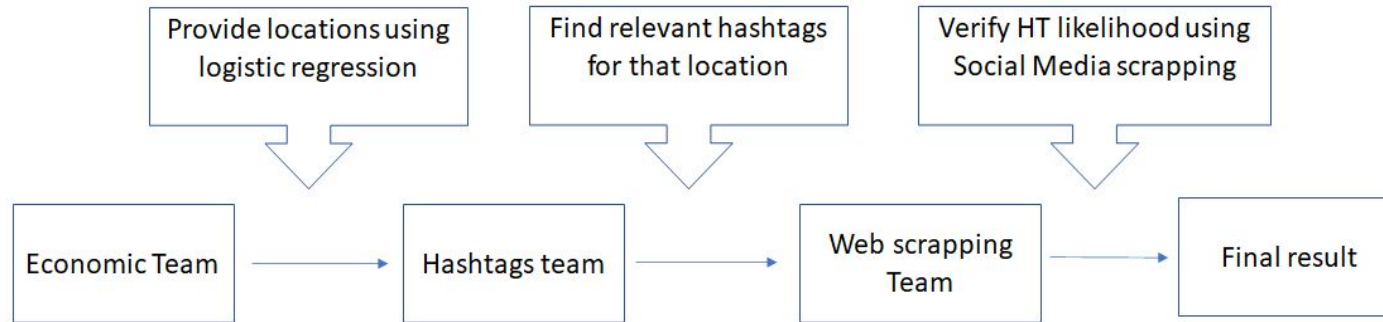 Provide locations using
logistic regression
Find relevant hashtags
for that location
Verify HT likelihood using
Social Media scrapping
Economic Team
Hashtags team
Web scrapping
Team
Final result